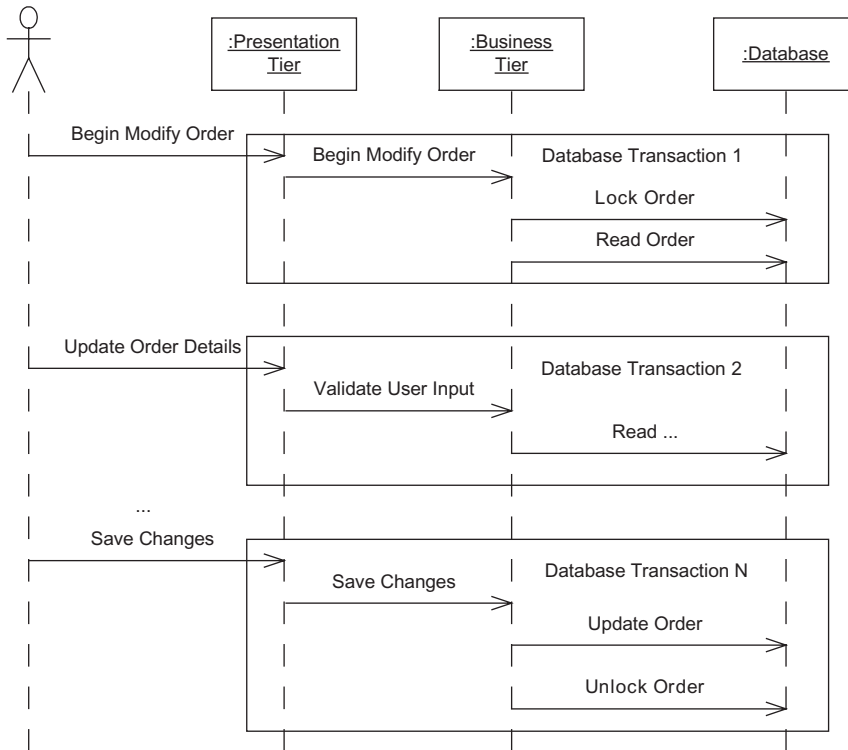 :Presentation
Tier
:Business
Tier
:Database
Begin Modify Order
Begin Modify Order
Database Transaction 1
Lock Order
Read Order
Update Order Details
Database Transaction 2
Validate User Input
Read ...
...
Save Changes
Database Transaction N
Save Changes
Update Order
Unlock Order